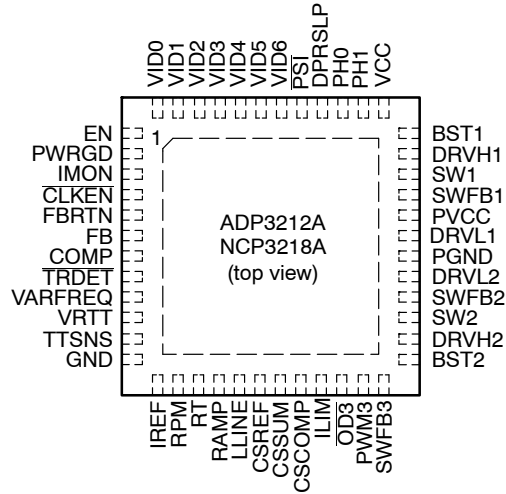 VID0
VID1
VID2
VID3
VID4
VID5
VID6
PSI
DPRSLP
PH0
PH1
VCC
EN
PWRGD
IMON
CLKEN
FBRTN
FB
COMP
TRDET
VARFREQ
VRTT
TTSNS
GND
1
ADP3212A
NCP3218A
(top view)
BST1
DRVH1
SW1
SWFB1
PVCC
DRVL1
PGND
DRVL2
SWFB2
SW2
DRVH2
BST2
IREF
RPM
RT
RAMP
LLINE
CSREF
CSSUM
CSCOMP
ILIM
OD3
PWM3
SWFB3